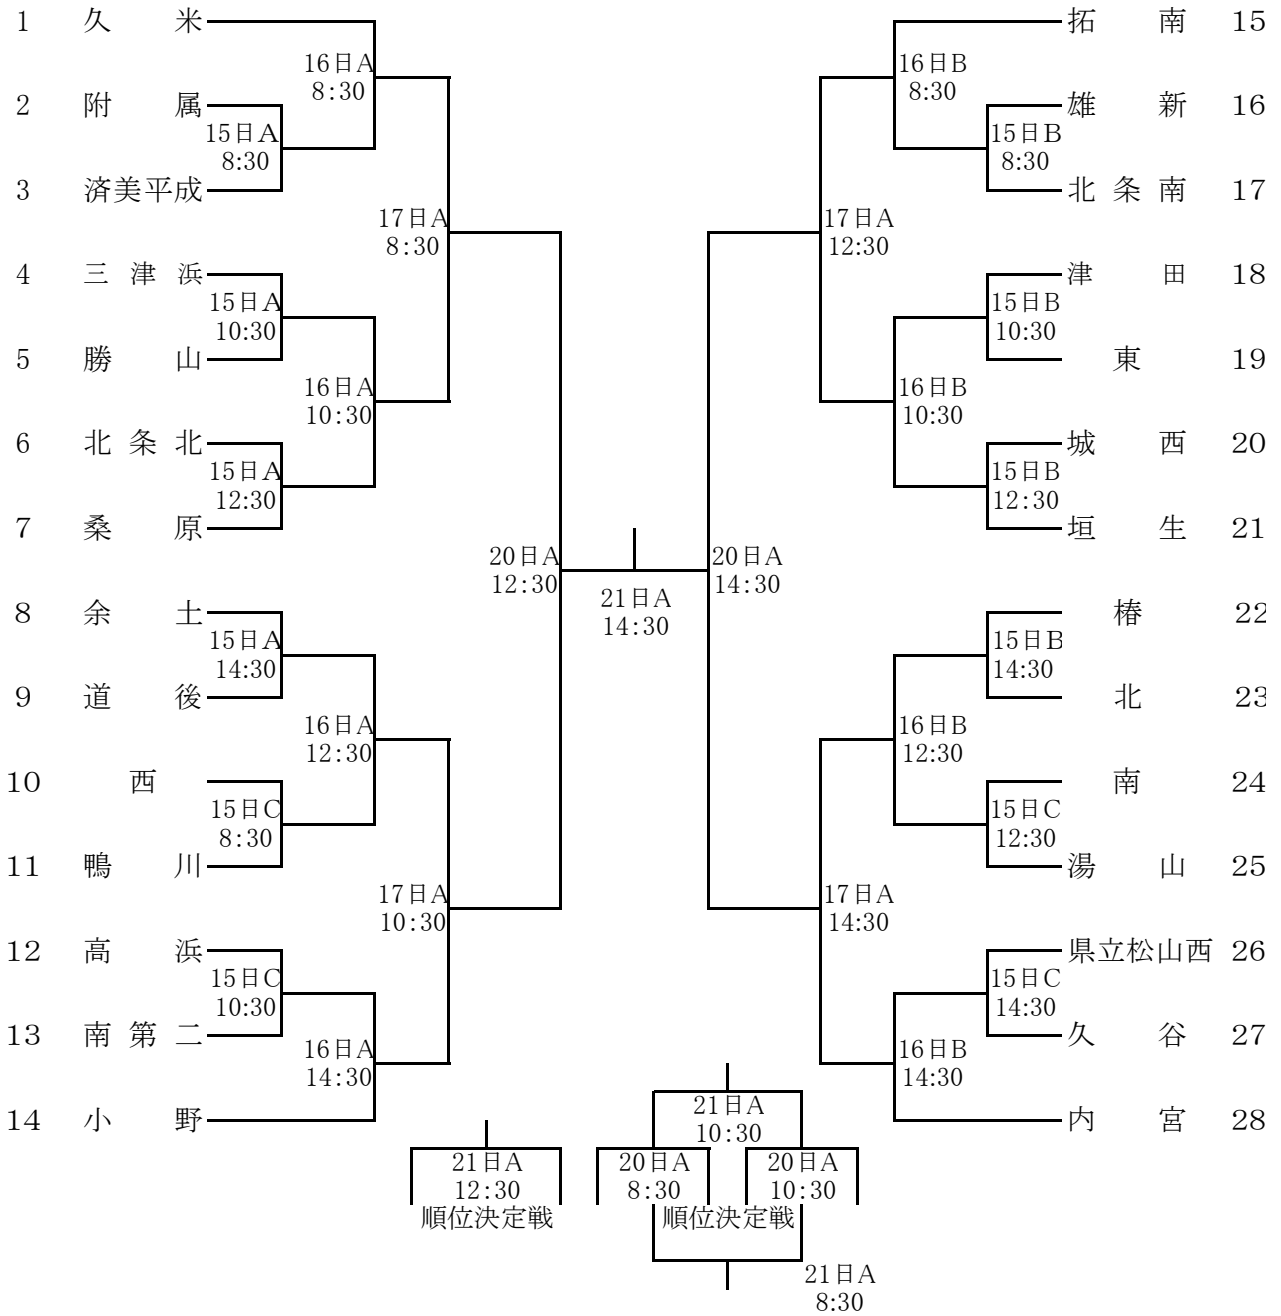 1 久米
16日A
8:30
2 附属
15日A
8:30
3 済美平成
17日A
8:30
4 三津浜
15日A
10:30
5 勝山
16日A
10:30
6 北条北
15日A
12:30
7 桑原
20日A
12:30
8 余土
15日A
14:30
9 道後
16日A
12:30
10 西
15日C
8:30
11 鴨川
17日A
10:30
12 高浜
15日C
10:30
13 南第二
16日A
14:30
14 小野
21日A
14:30
拓南 15
16日B
8:30
雄新 16
15日B
8:30
北条南 17
17日A
12:30
津田 18
15日B
10:30
東 19
16日B
10:30
城西 20
15日B
12:30
垣生 21
20日A
14:30
椿 22
15日B
14:30
北 23
16日B
12:30
南 24
15日C
12:30
湯山 25
17日A
14:30
県立松山西 26
15日C
14:30
久谷 27
16日B
14:30
内宮 28
21日A
12:30
順位決定戦
21日A
10:30
20日A
8:30
20日A
10:30
順位決定戦
21日A
8:30